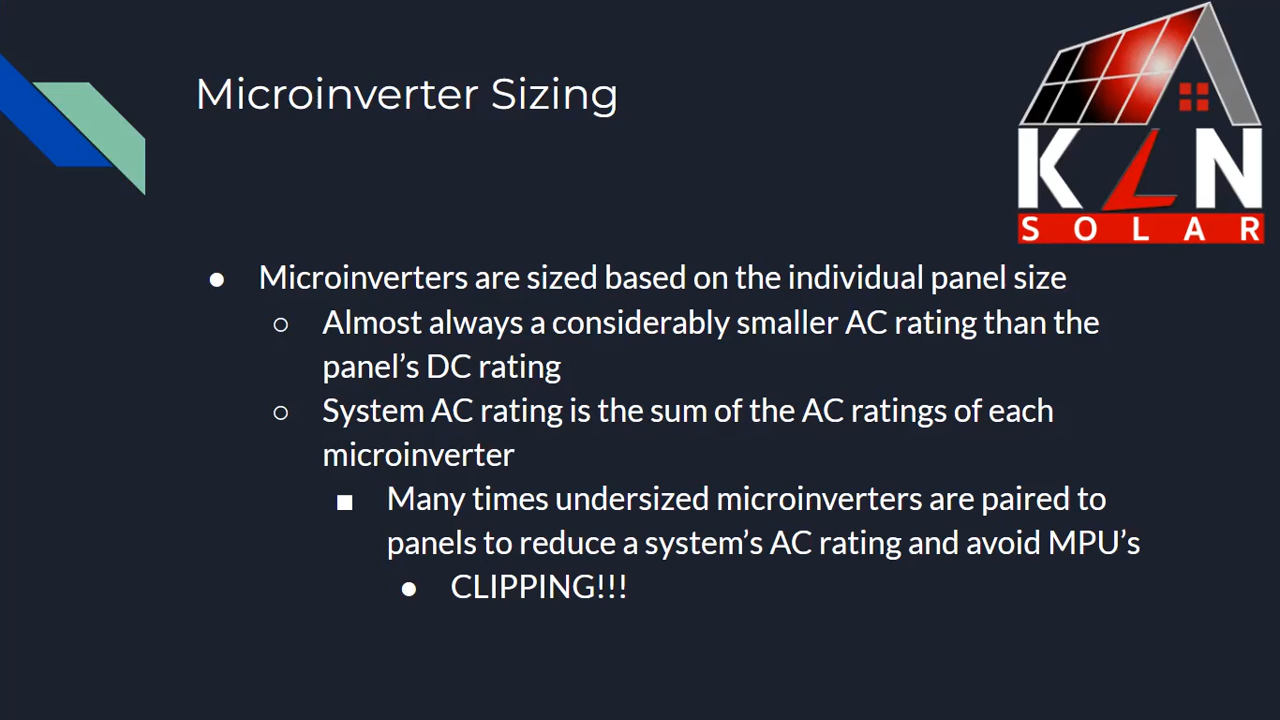 Microinverter Sizing
KZN
SOLAR
● Microinverters are sized based on the individual panel size
○ Almost always a considerably smaller AC rating than the
panel’s DC rating
○ System AC rating is the sum of the AC ratings of each
microinverter
■ Many times undersized microinverters are paired to
panels to reduce a system’s AC rating and avoid MPU’s
● CLIPPING!!!